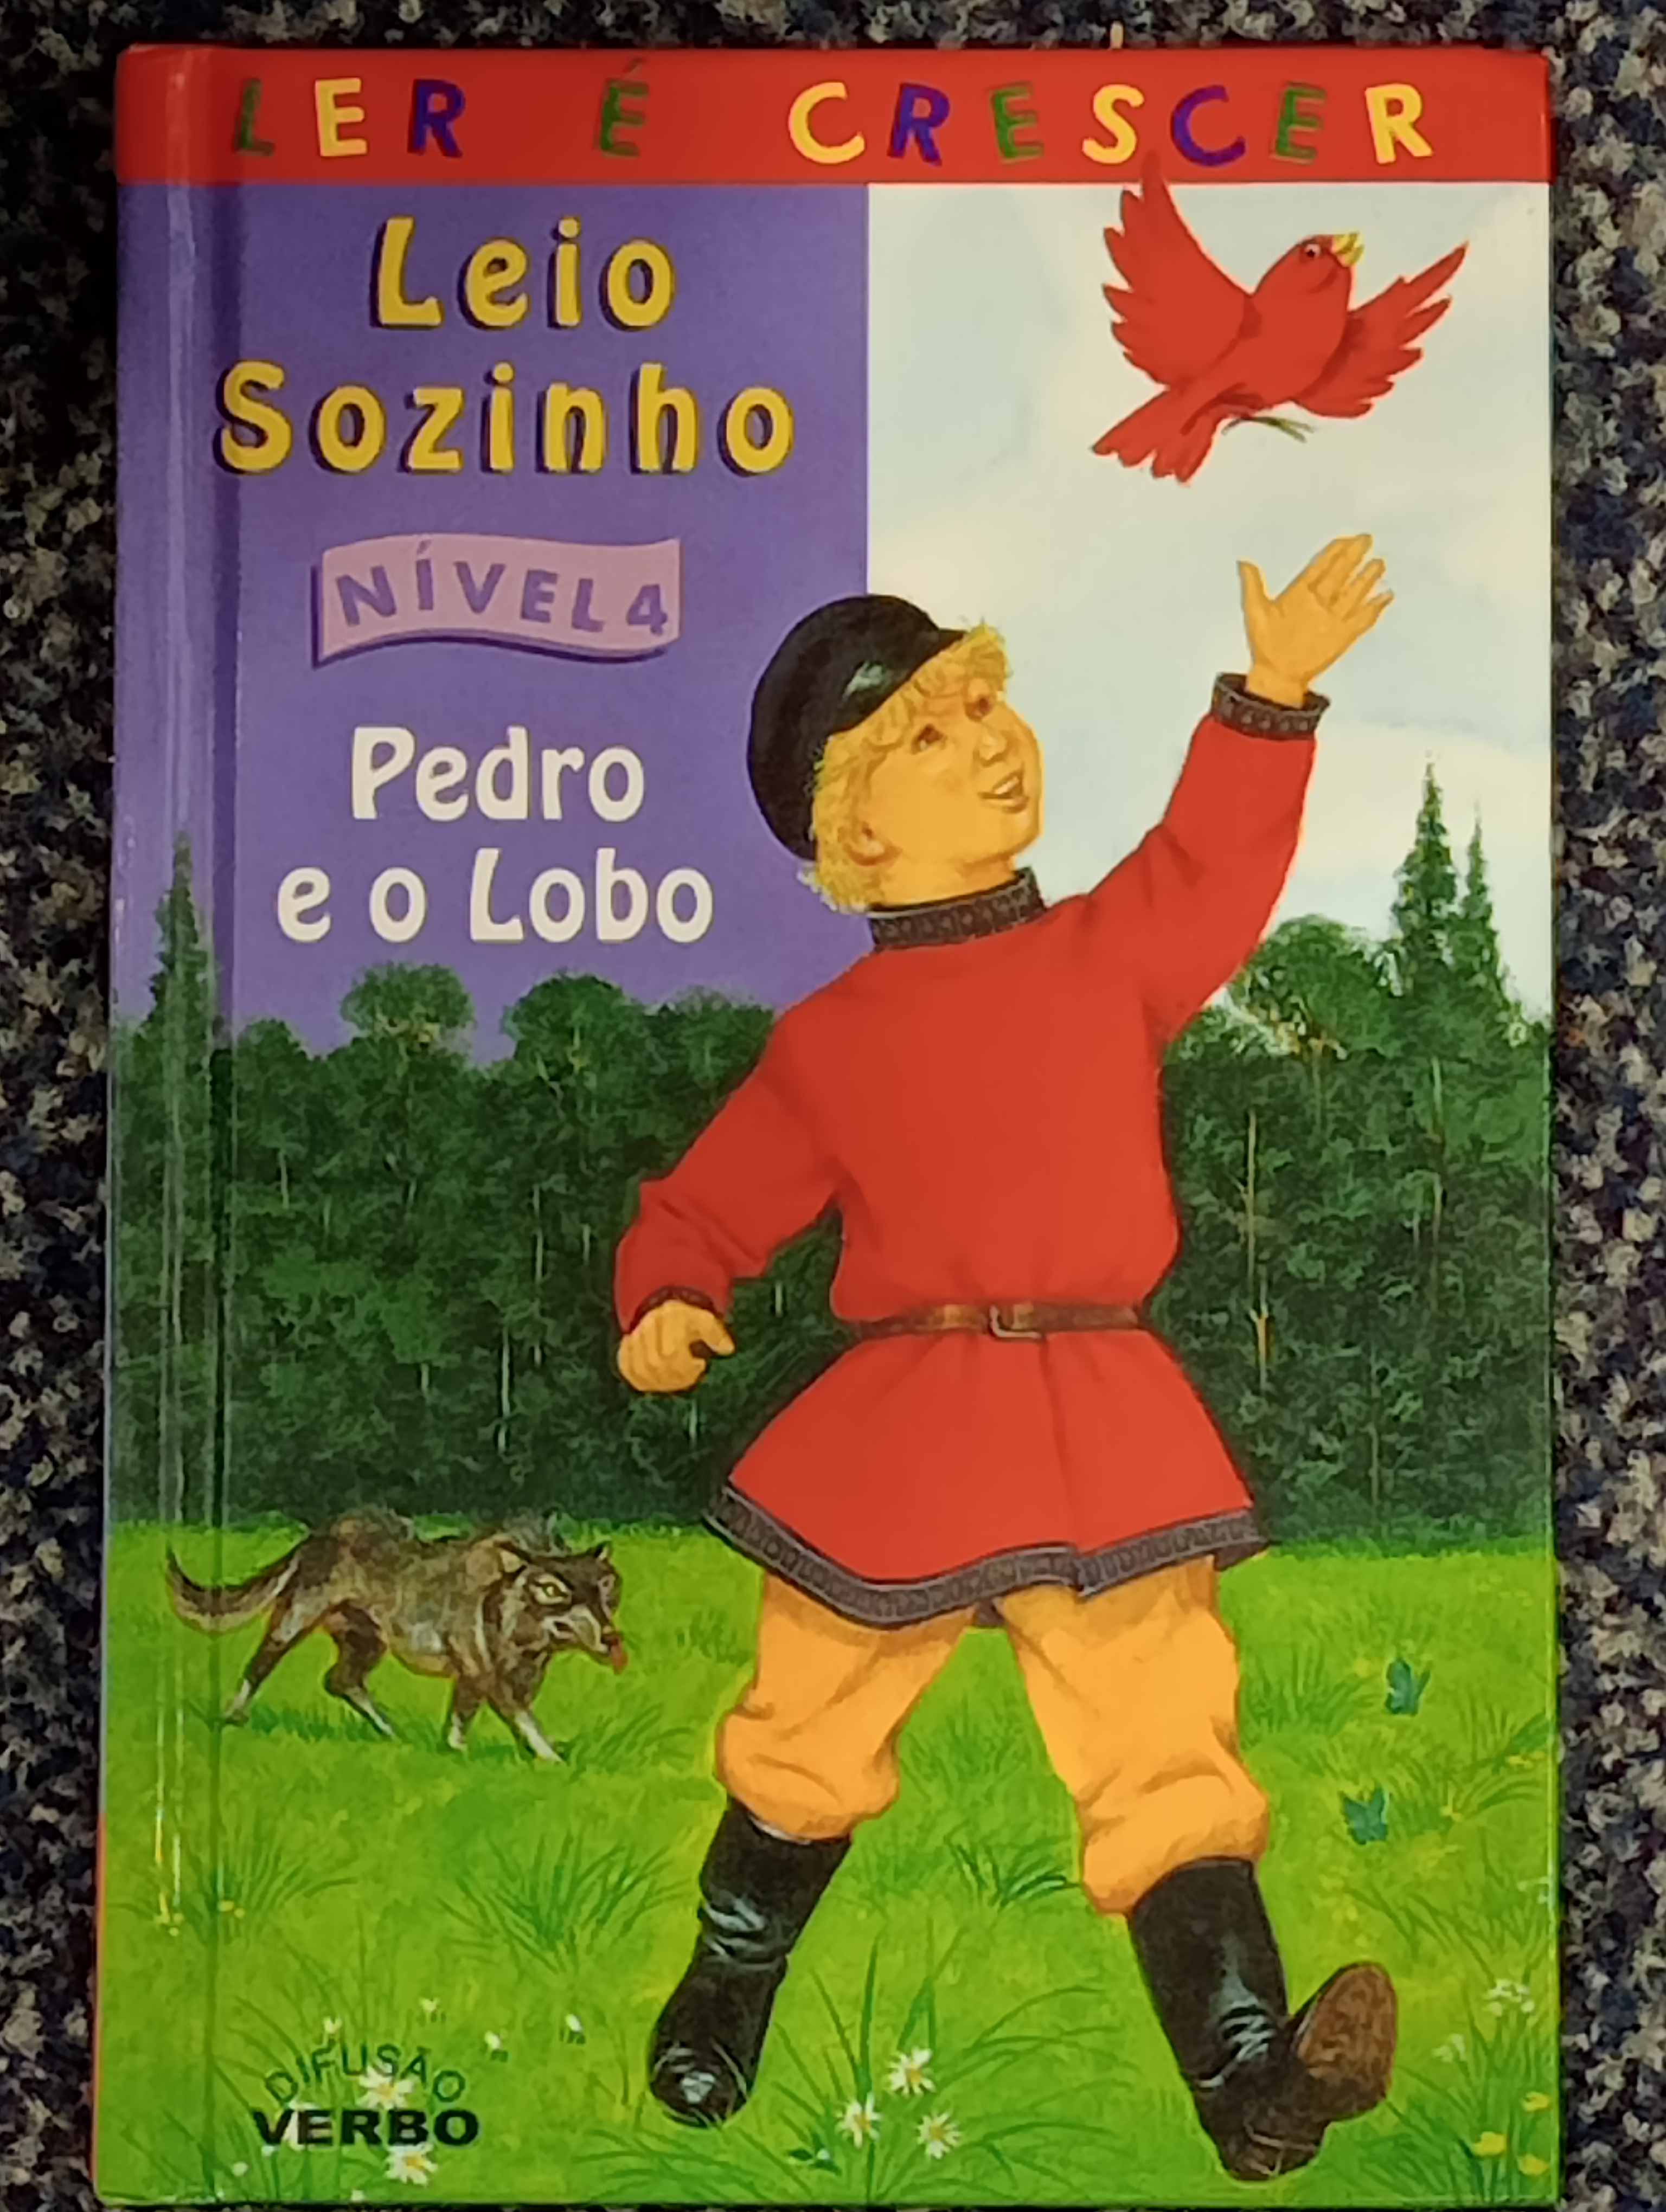 LER É CRESCER
Leio
Sozinho
NÍVEL 4
Pedro
e o Lobo
DIFUSÃO
VERBO